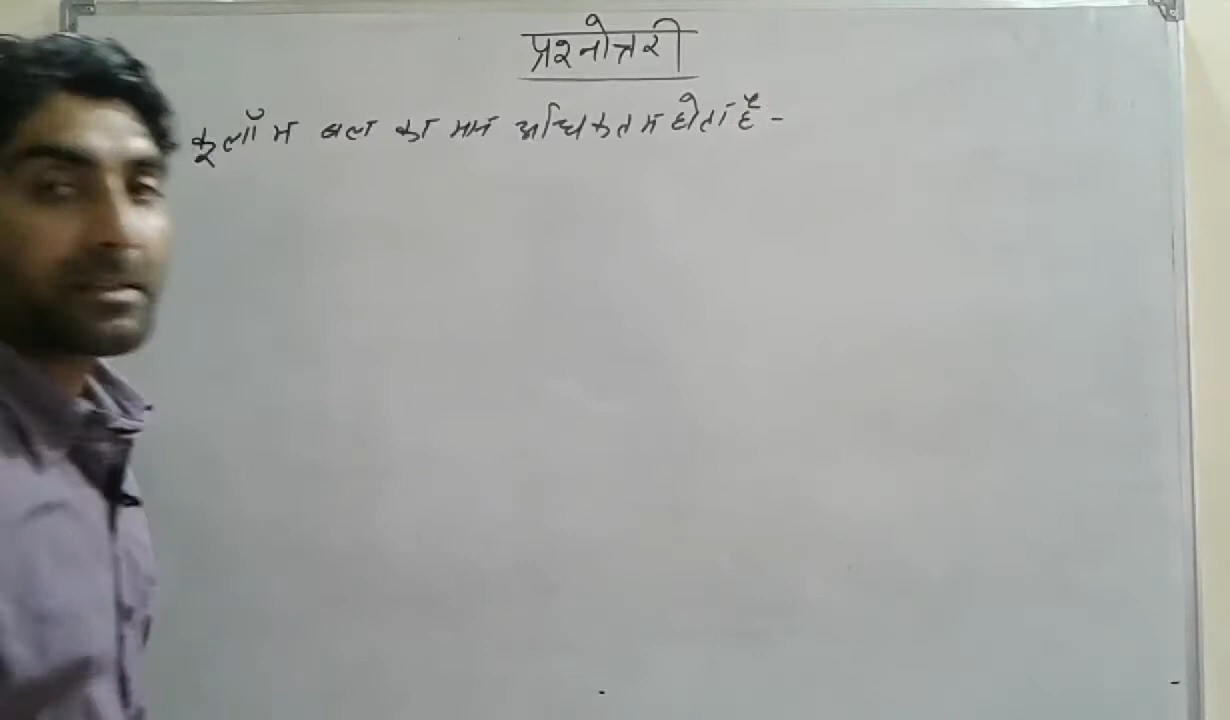 प्रश्नोत्तरी
कूलॉम बल का मान अधिकतम होता है -